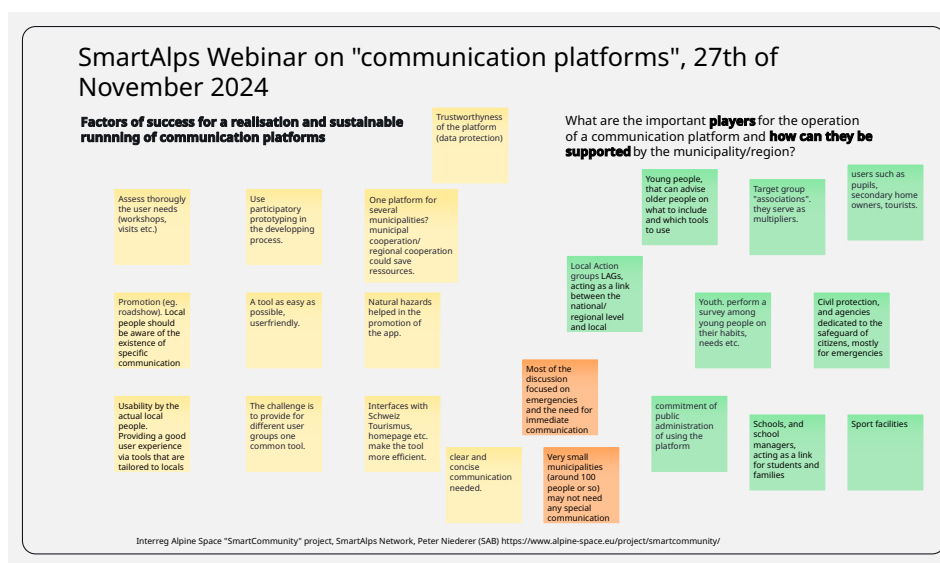 SmartAlps Webinar on "communication platforms", 27th of
November 2024
Factors of success for a realisation and sustainable
runnning of communication platforms
Trustworthyness
of the platform
(data protection)
Assess thorougly
the user needs
(workshops,
visits etc.)
Use
participatory
prototyping in
the developping
process.
One platform for
several
municipalities?
municipal
cooperation/
regional cooperation
could save
ressources.
Promotion (eg.
roadshow). Local
people should
be aware of the
existence of
specific
communication
A tool as easy as
possible,
userfriendly.
Natural hazards
helped in the
promotion of
the app.
Usability by the
actual local
people.
Providing a good
user experience
via tools that are
tailored to locals
The challenge is
to provide for
different user
groups one
common tool.
Interfaces with
Schweiz
Tourismus,
homepage etc.
make the tool
more efficient.
clear and
concise
communication
needed.
Most of the
discussion
focused on
emergencies
and the need for
immediate
communication
Very small
municipalities
(around 100
people or so)
may not need
any special
communication
What are the important players for the operation
of a communication platform and how can they be
supported by the municipality/region?
Young people,
that can advise
older people on
what to include
and which tools
to use
Target group
"associations".
they serve as
multipliers.
users such as
pupils,
secondary home
owners, tourists.
Local Action
groups LAGs,
acting as a link
between the
national/
regional level
and local
Youth. perform a
survey among
young people on
their habits,
needs etc.
Civil protection,
and agencies
dedicated to the
safeguard of
citizens, mostly
for emergencies
commitment of
public
administration
of using the
platform
Schools, and
school
managers,
acting as a link
for students and
families
Sport facilities
Interreg Alpine Space "SmartCommunity" project, SmartAlps Network, Peter Niederer (SAB) https://www.alpine-space.eu/project/smartcommunity/